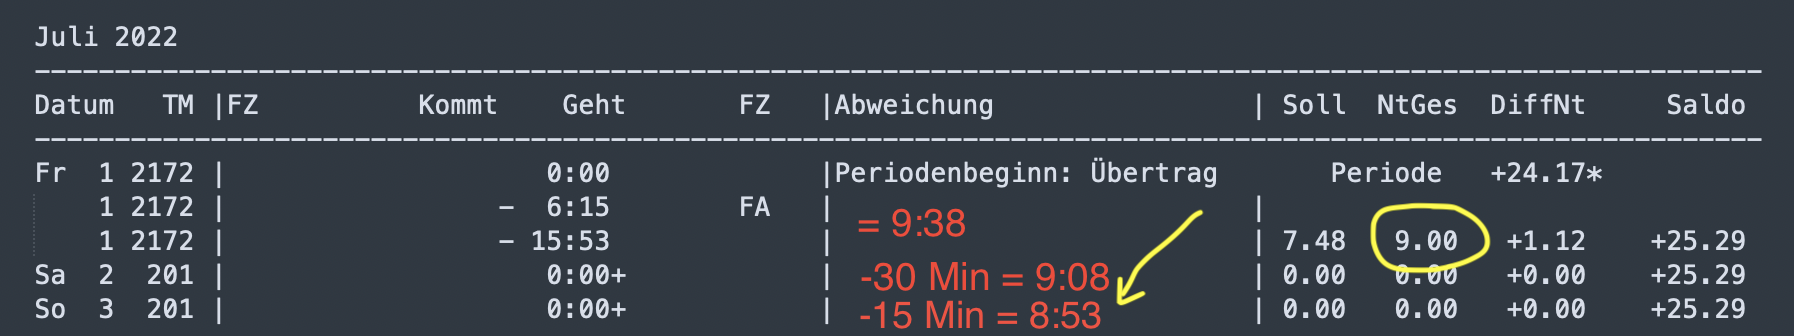 Juli 2022
Datum TM |FZ Kommt Geht FZ |Abweichung | Soll NtGes DiffNt Saldo
Fr 1 2172 | 0:00 |Periodenbeginn: Übertrag Periode +24.17*
1 2172 | – 6:15 FA | |
= 9:38
1 2172 | – 15:53 | | 7.48 9.00 +1.12 +25.29
Sa 2 201 | 0:00+ | -30 Min = 9:08 | 0.00 0.00 +0.00 +25.29
So 3 201 | 0:00+ | -15 Min = 8:53 | 0.00 0.00 +0.00 +25.29